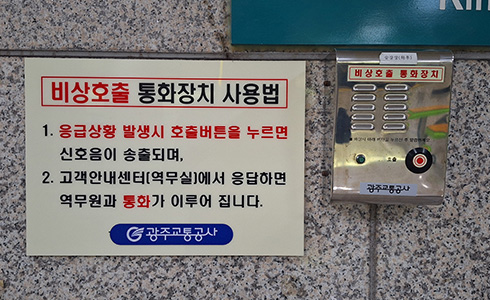 비상호출 통화장치 사용법
1. 응급상황 발생시 호출버튼을 누르면
신호음이 송출되며,
2. 고객안내센터(역무실)에서 응답하면
역무원과 통화가 이루어 집니다.
광주교통공사
비상호출 통화장치
호출
광주교통공사